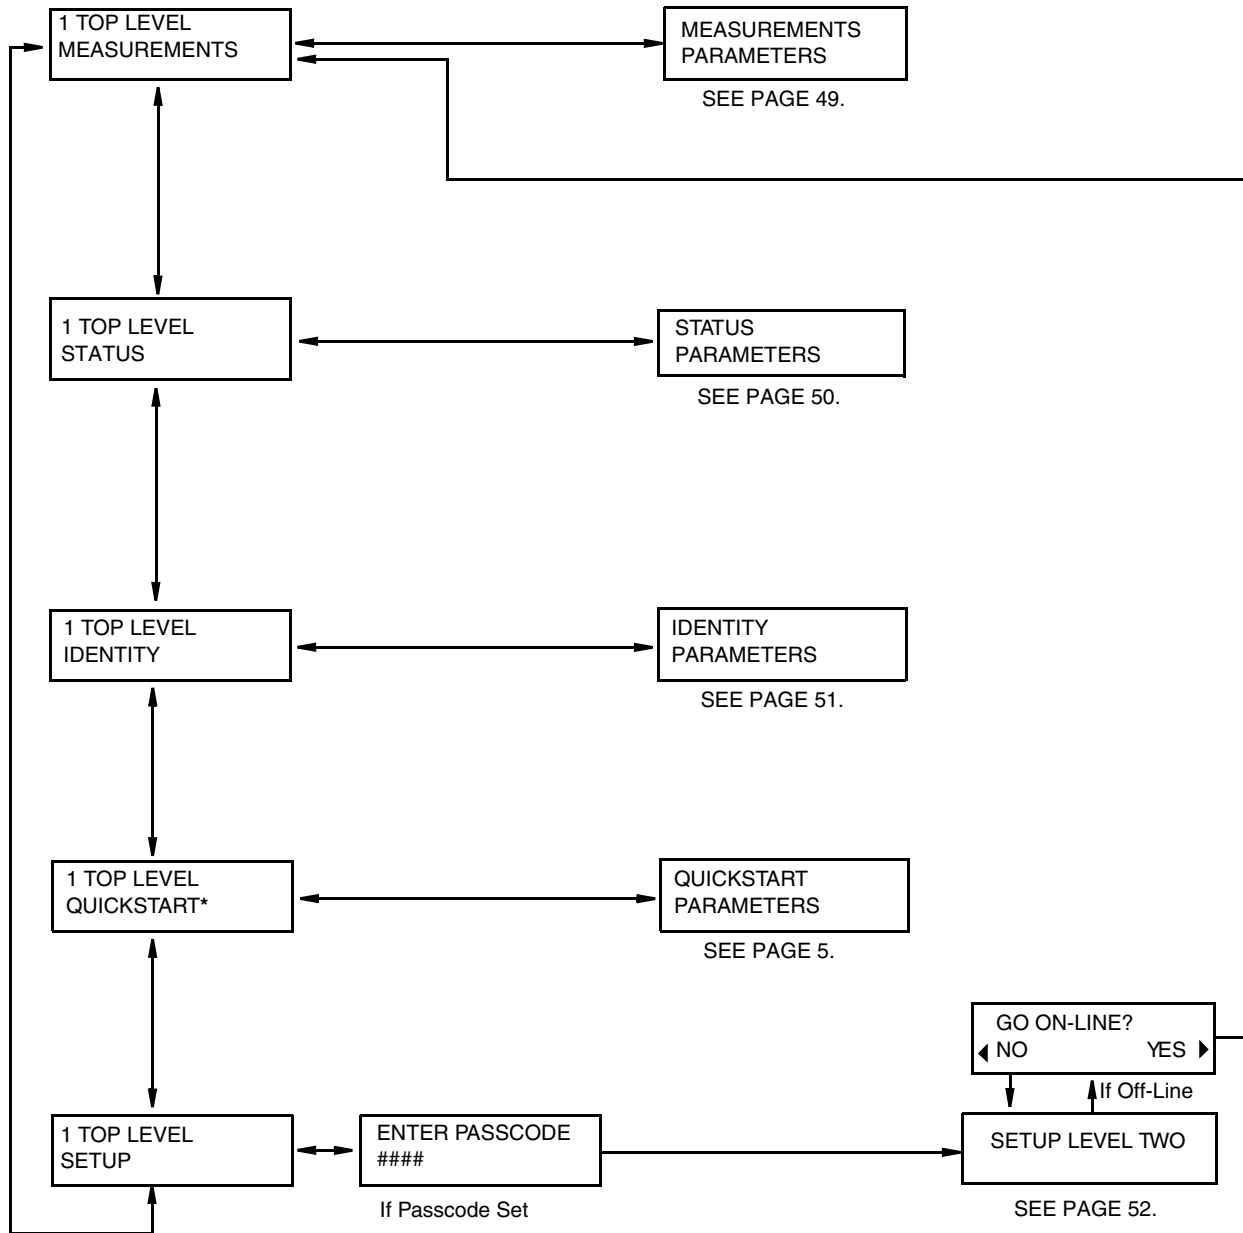 1 TOP LEVEL
MEASUREMENTS
MEASUREMENTS
PARAMETERS
SEE PAGE 49.
1 TOP LEVEL
STATUS
STATUS
PARAMETERS
SEE PAGE 50.
1 TOP LEVEL
IDENTITY
IDENTITY
PARAMETERS
SEE PAGE 51.
1 TOP LEVEL
QUICKSTART*
QUICKSTART
PARAMETERS
SEE PAGE 5.
GO ON-LINE?
NO YES
If Off-Line
1 TOP LEVEL
SETUP
ENTER PASSCODE
####
If Passcode Set
SETUP LEVEL TWO
SEE PAGE 52.